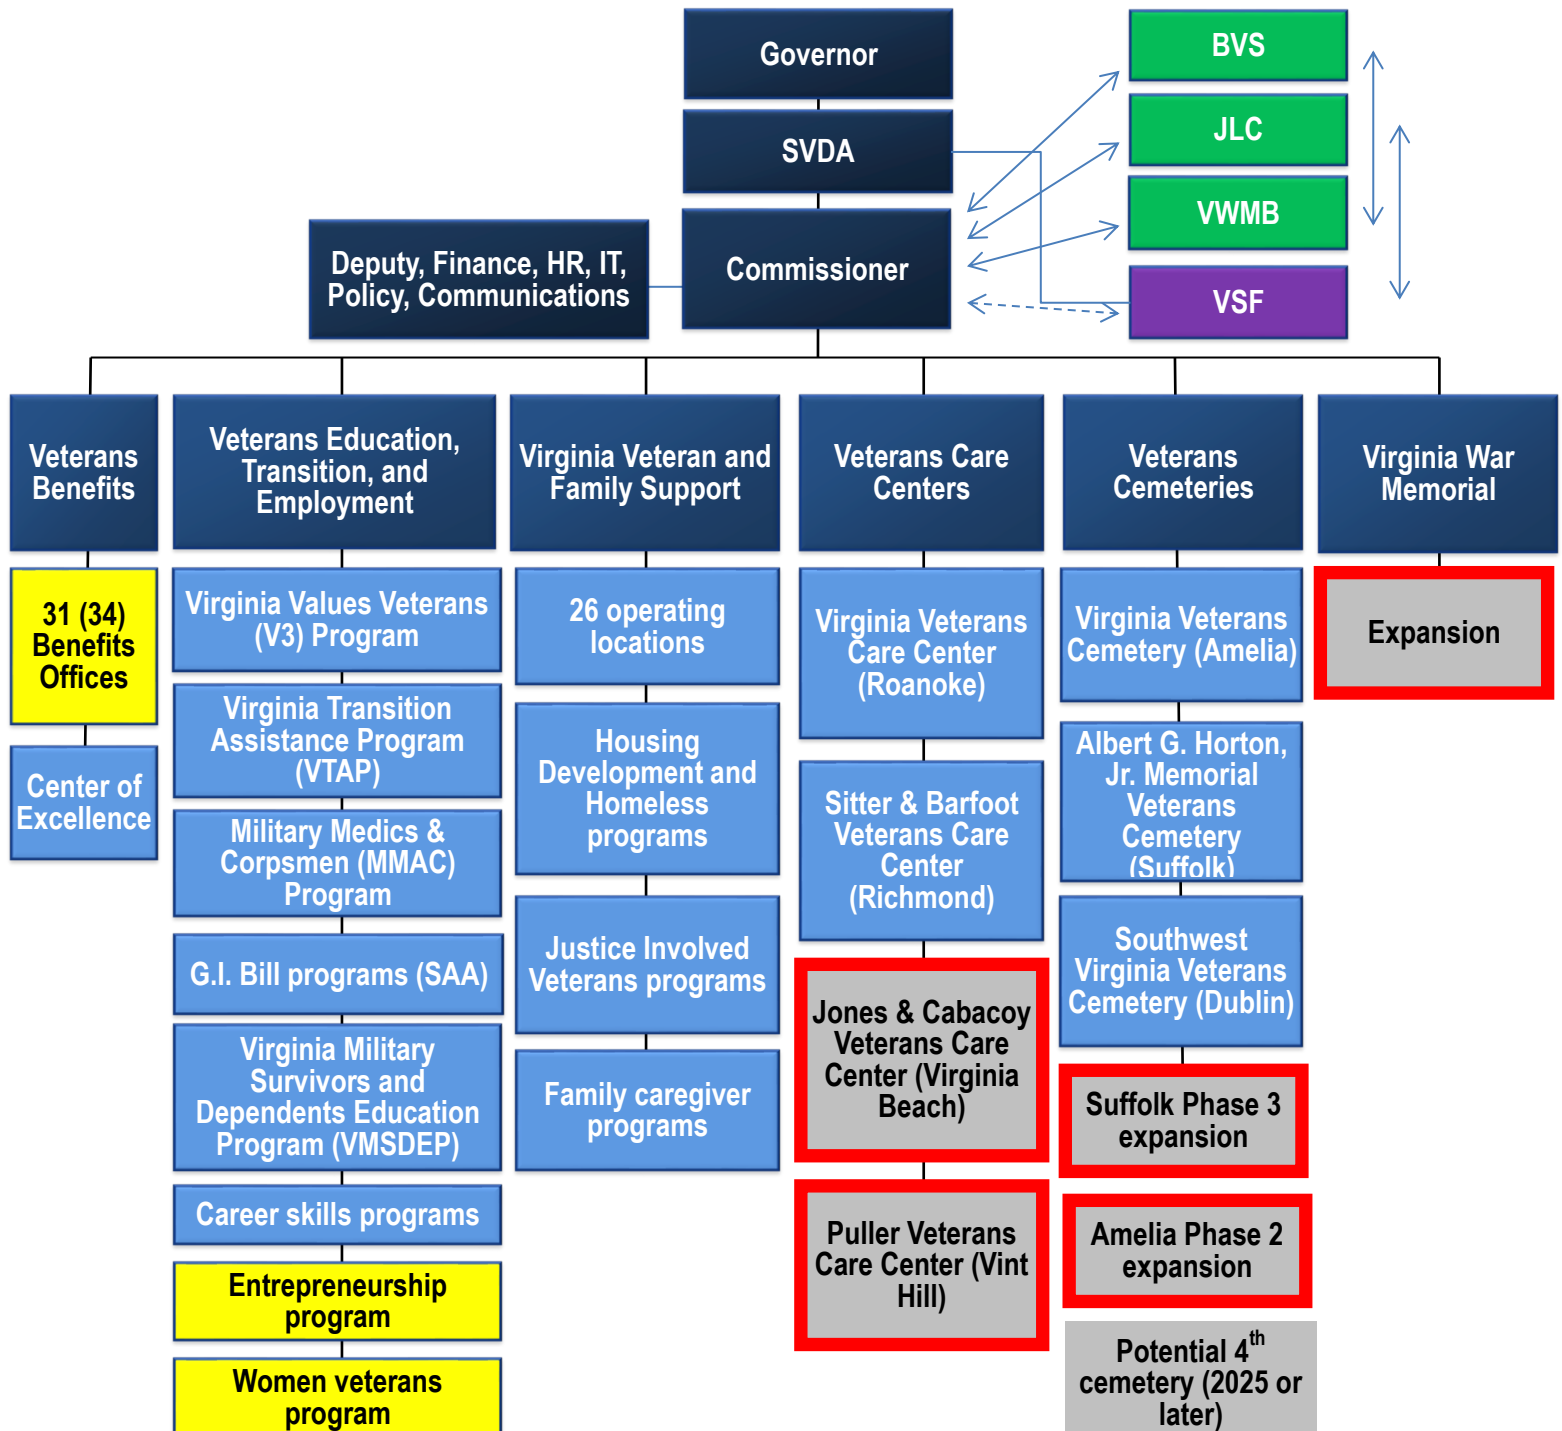 Governor
SVDA
Commissioner
Deputy, Finance, HR, IT,
Policy, Communications
BVS
JLC
VWMB
VSF
Veterans
Benefits
31 (34)
Benefits
Offices
Center of
Excellence
Veterans Education,
Transition, and
Employment
Virginia Values Veterans
(V3) Program
Virginia Transition
Assistance Program
(VTAP)
Military Medics &
Corpsmen (MMAC)
Program
G.I. Bill programs (SAA)
Virginia Military
Survivors and
Dependents Education
Program (VMSDEP)
Career skills programs
Entrepreneurship
program
Women veterans
program
Virginia Veteran and
Family Support
26 operating
locations
Housing
Development and
Homeless
programs
Justice Involved
Veterans programs
Family caregiver
programs
Veterans Care
Centers
Virginia Veterans
Care Center
(Roanoke)
Sitter & Barfoot
Veterans Care
Center
(Richmond)
Jones & Cabacoy
Veterans Care
Center (Virginia
Beach)
Puller Veterans
Care Center (Vint
Hill)
Veterans
Cemeteries
Virginia Veterans
Cemetery (Amelia)
Albert G. Horton,
Jr. Memorial
Veterans
Cemetery
(Suffolk)
Southwest
Virginia Veterans
Cemetery (Dublin)
Suffolk Phase 3
expansion
Amelia Phase 2
expansion
Potential 4th
cemetery (2025 or
later)
Virginia War
Memorial
Expansion